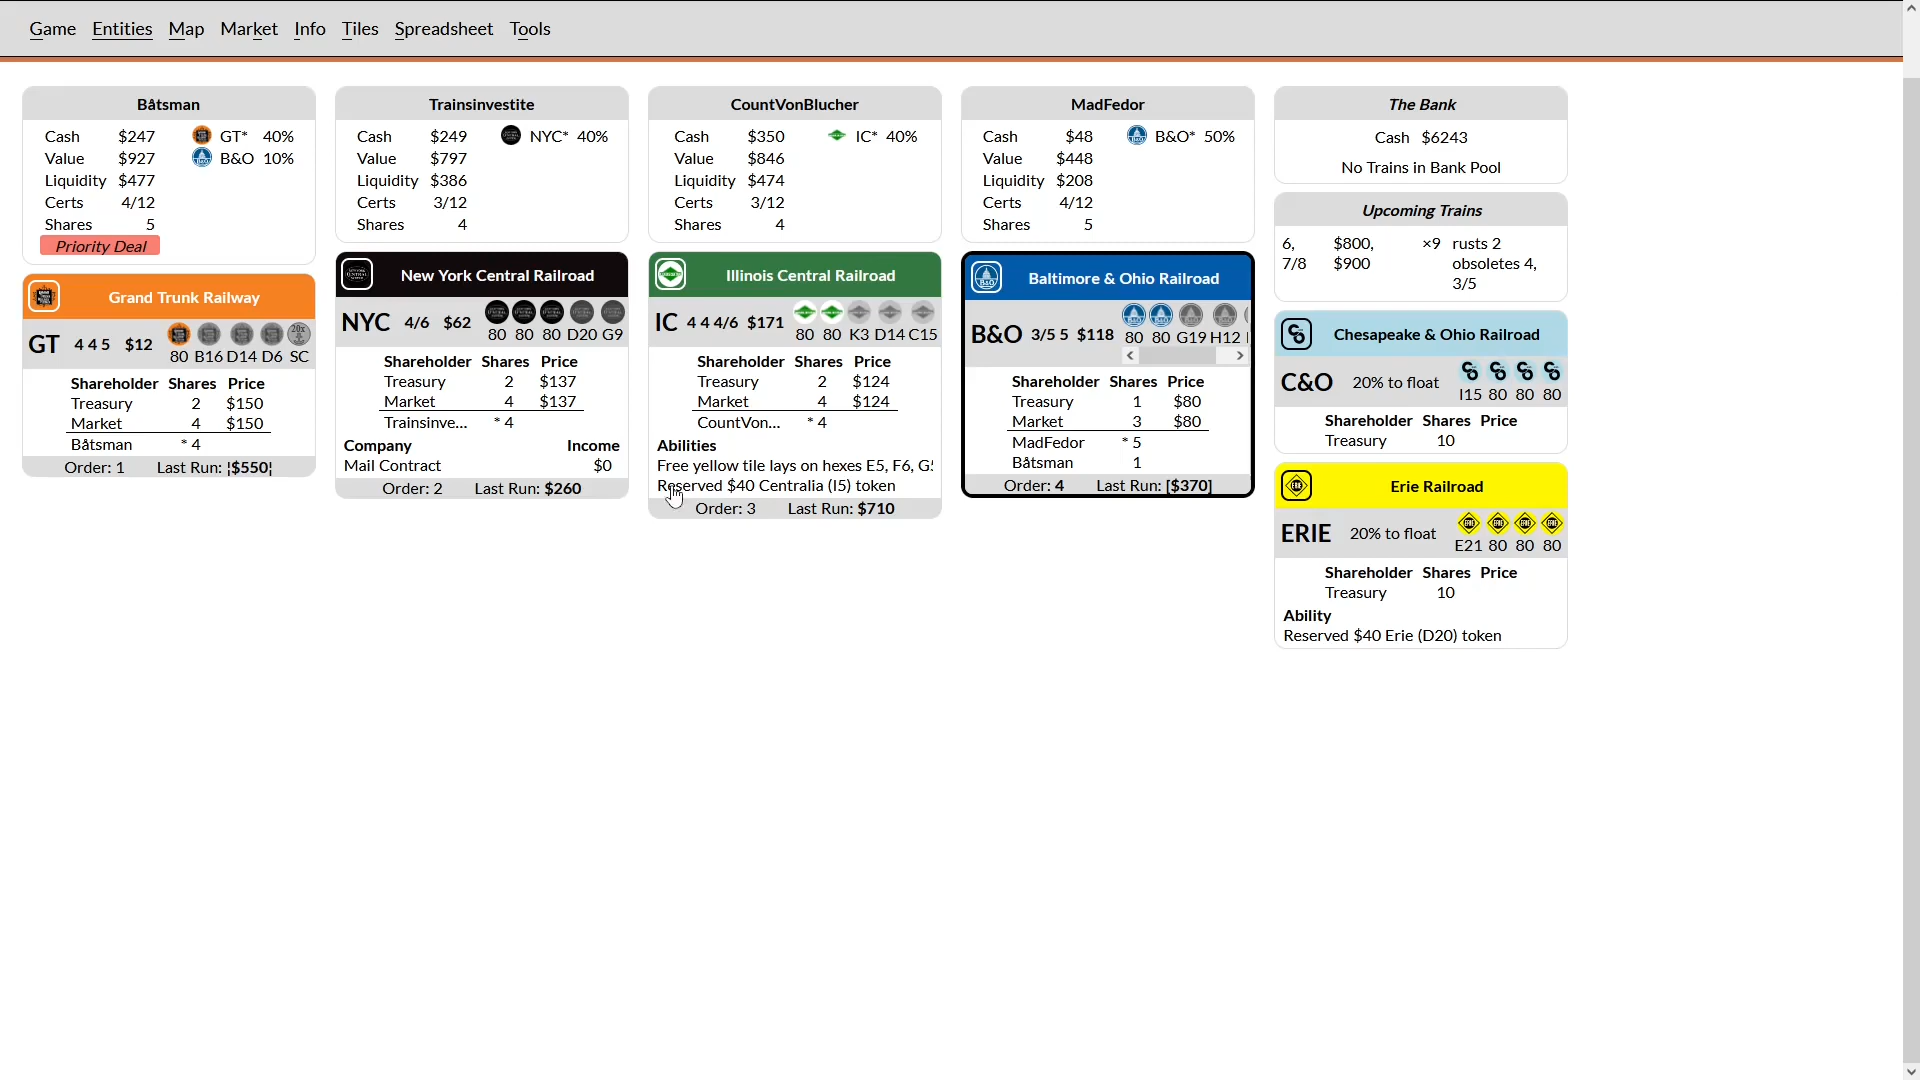 Game Entities Map Market Info Tiles Spreadsheet Tools
Båtsman
Cash $247 GT* 40%
Value $927 B&O 10%
Liquidity $477
Certs 4/12
Shares 5
Priority Deal
Grand Trunk Railway
GT 4 4 5 $12 80 B16 D14 D6 SC
20x
Shareholder Shares Price
Treasury 2 $150
Market 4 $150
Båtsman * 4
Order: 1 Last Run: ¦$550¦
Trainsinvestite
Cash $249 NYC* 40%
Value $797
Liquidity $386
Certs 3/12
Shares 4
New York Central Railroad
NYC 4/6 $62 80 80 80 D20 G9
Shareholder Shares Price
Treasury 2 $137
Market 4 $137
Trainsinve... * 4
Company Income
Mail Contract $0
Order: 2 Last Run: $260
CountVonBlucher
Cash $350 IC* 40%
Value $846
Liquidity $474
Certs 3/12
Shares 4
Illinois Central Railroad
IC 4 4 4/6 $171 80 80 K3 D14 C15
Shareholder Shares Price
Treasury 2 $124
Market 4 $124
CountVon... * 4
Abilities
Free yellow tile lays on hexes E5, F6, G
Reserved $40 Centralia (I5) token
Order: 3 Last Run: $710
MadFedor
Cash $48 B&O* 50%
Value $448
Liquidity $208
Certs 4/12
Shares 5
Baltimore & Ohio Railroad
B&O 3/5 5 $118 80 80 G19 H12
Shareholder Shares Price
Treasury 1 $80
Market 3 $80
MadFedor * 5
Båtsman 1
Order: 4 Last Run: [$370]
The Bank
Cash $6243
No Trains in Bank Pool
Upcoming Trains
6, $800, ×9 rusts 2
7/8 $900 obsoletes 4,
3/5
Chesapeake & Ohio Railroad
C&O 20% to float I15 80 80 80
Shareholder Shares Price
Treasury 10
Erie Railroad
ERIE 20% to float E21 80 80 80
Shareholder Shares Price
Treasury 10
Ability
Reserved $40 Erie (D20) token